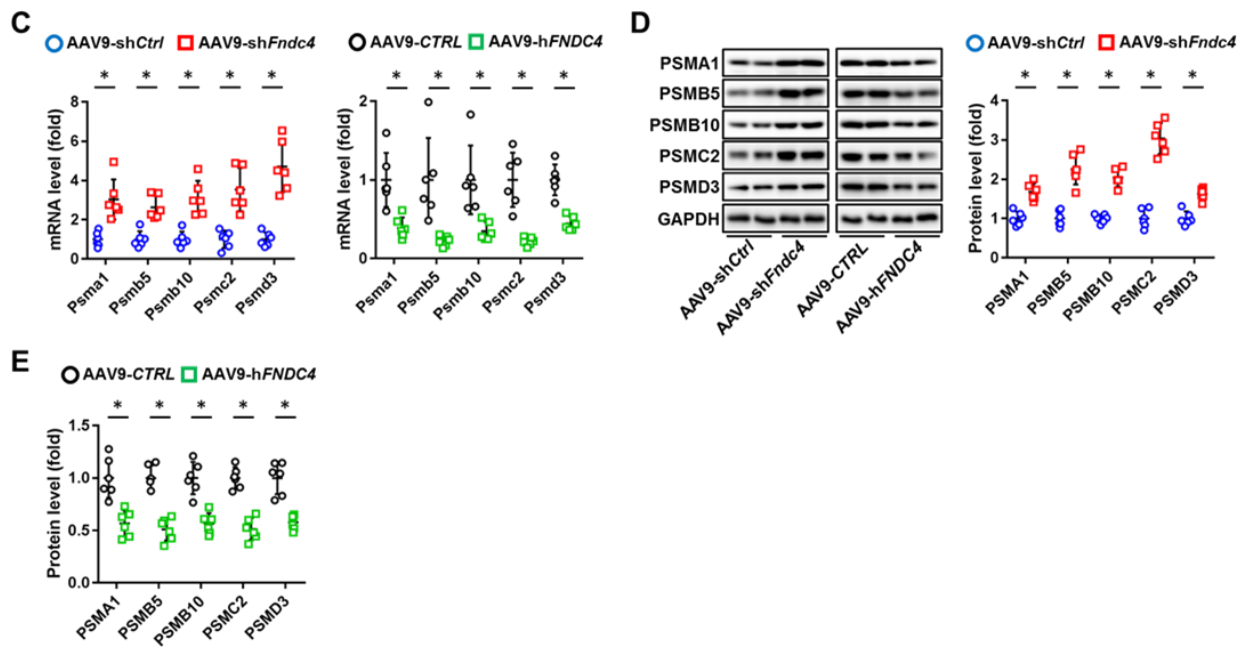 C
AAV9-shCtrl AAV9-shFndc4
* * * * *
mRNA level (fold)
8
6
4
2
0
Psma1 Psmb5 Psmb10 Psmc2 Psmd3
AAV9-CTRL AAV9-hFNDC4
* * * * *
mRNA level (fold)
2
1
0
Psma1 Psmb5 Psmb10 Psmc2 Psmd3
D
PSMA1
PSMB5
PSMB10
PSMC2
PSMD3
GAPDH
AAV9-shCtrl AAV9-shFndc4 AAV9-CTRL AAV9-hFNDC4
AAV9-shCtrl AAV9-shFndc4
* * * * *
Protein level (fold)
4
3
2
1
0
PSMA1 PSMB5 PSMB10 PSMC2 PSMD3
E
AAV9-CTRL AAV9-hFNDC4
* * * * *
Protein level (fold)
1.5
1.0
0.5
0.0
PSMA1 PSMB5 PSMB10 PSMC2 PSMD3